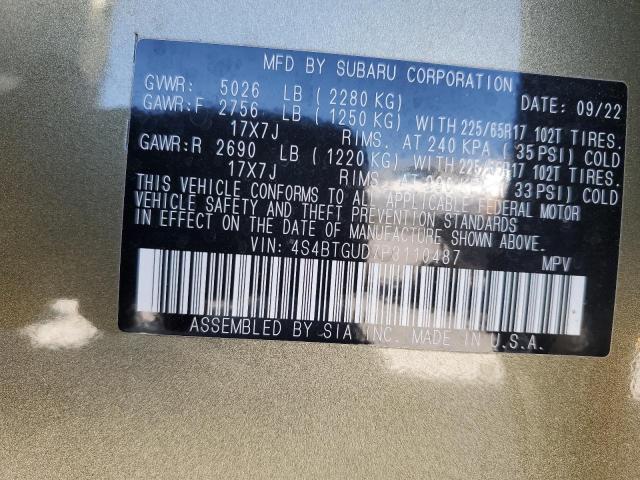 MFD BY SUBARU CORPORATION
GVWR: 5026 LB ( 2280 KG) DATE: 09/22
GAWR:F 2756 LB ( 1250 KG) WITH 225/65R17 102T TIRES.
17X7J RIMS. AT 240 KPA ( 35 PSI) COLD
GAWR:R 2690 LB ( 1220 KG) WITH R17 102T TIRES.
17X7J RIMS. AT KPA ( 33 PSI) COLD
THIS VEHICLE CONFORMS TO ALL APPLICABLE FEDERAL MOTOR
VEHICLE SAFETY AND THEFT PREVENTION STANDARDS
IN EFFECT ON THE DATE OF MANUFACTURE SHOWN ABOVE.
VIN: MPV
ASSEMBLED BY SIA, INC. MADE IN U.S.A.